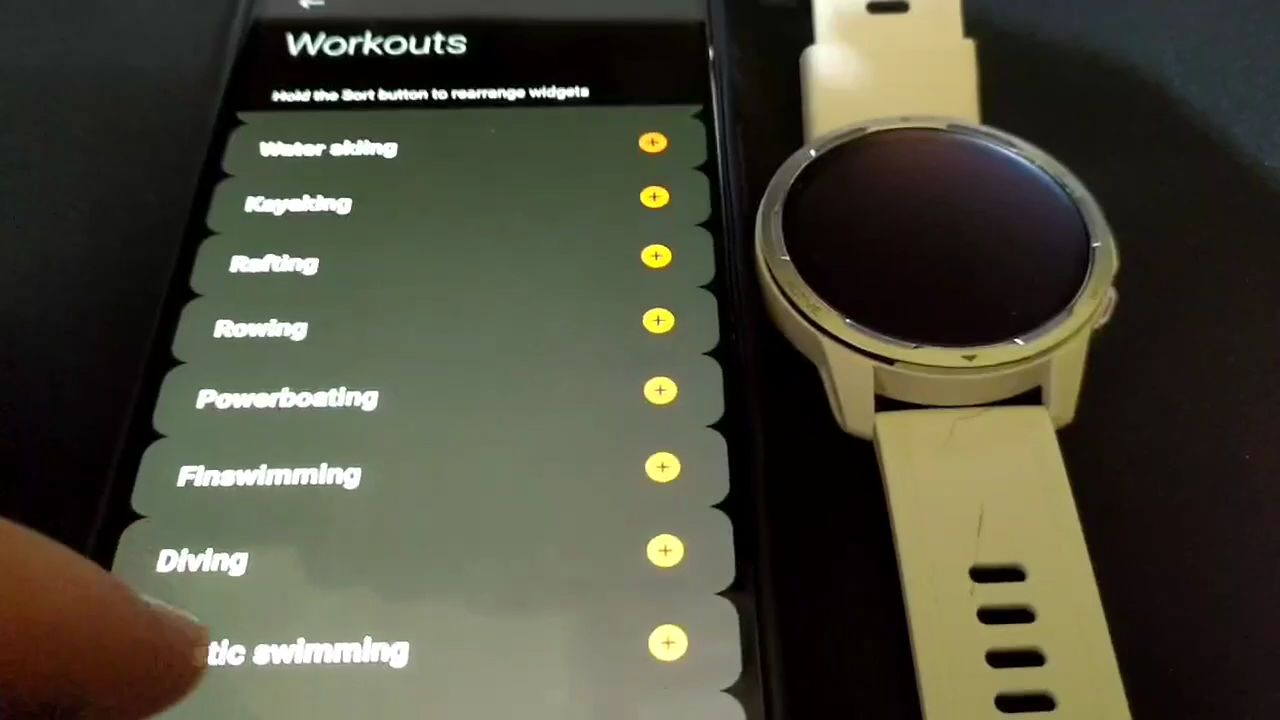 Workouts
Hold the Sort button to rearrange widgets
Water skiing
Kayaking
Rafting
Rowing
Powerboating
Finswimming
Diving
tic swimming